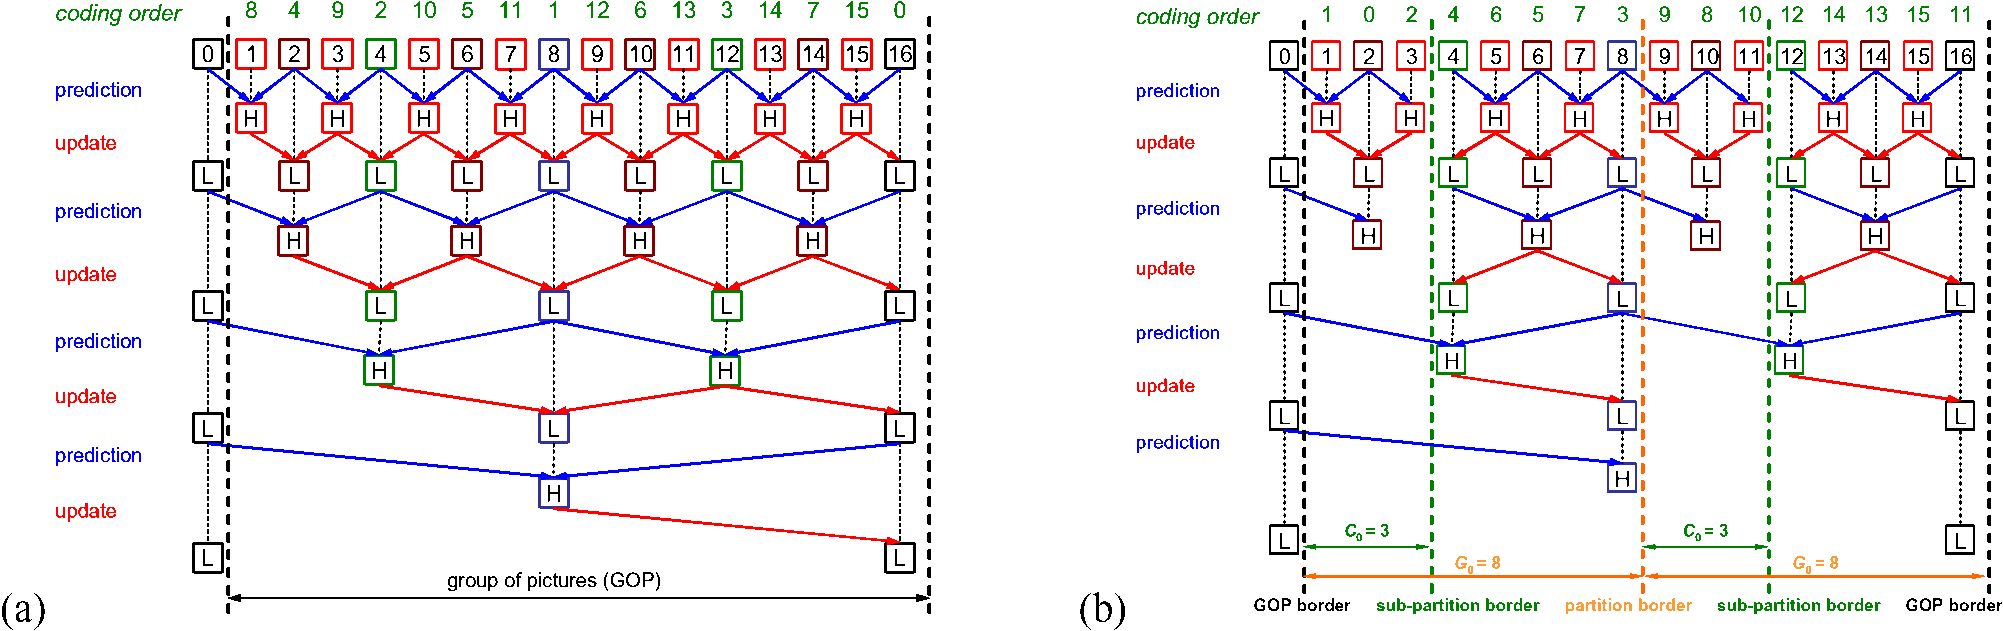 coding order 8 4 9 2 10 5 11 1 12 6 13 3 14 7 15 0
0 1 2 3 4 5 6 7 8 9 10 11 12 13 14 15 16
prediction
H H H H H H H H
update
L L L L L L L L L
prediction
H H H H
update
L L L L L
prediction
H H
update
L L L
prediction
H
update
L L
group of pictures (GOP)
(a)
coding order 1 0 2 4 6 5 7 3 9 8 10 12 14 13 15 11
0 1 2 3 4 5 6 7 8 9 10 11 12 13 14 15 16
prediction
H H H H H H H H
update
L L L L L L L L L
prediction
H H H H
update
L L L L L
prediction
H H
update
L L L
prediction
H
C0 = 3 C0 = 3
L L
G0 = 8 G0 = 8
GOP border sub-partition border partition border sub-partition border GOP border
(b)